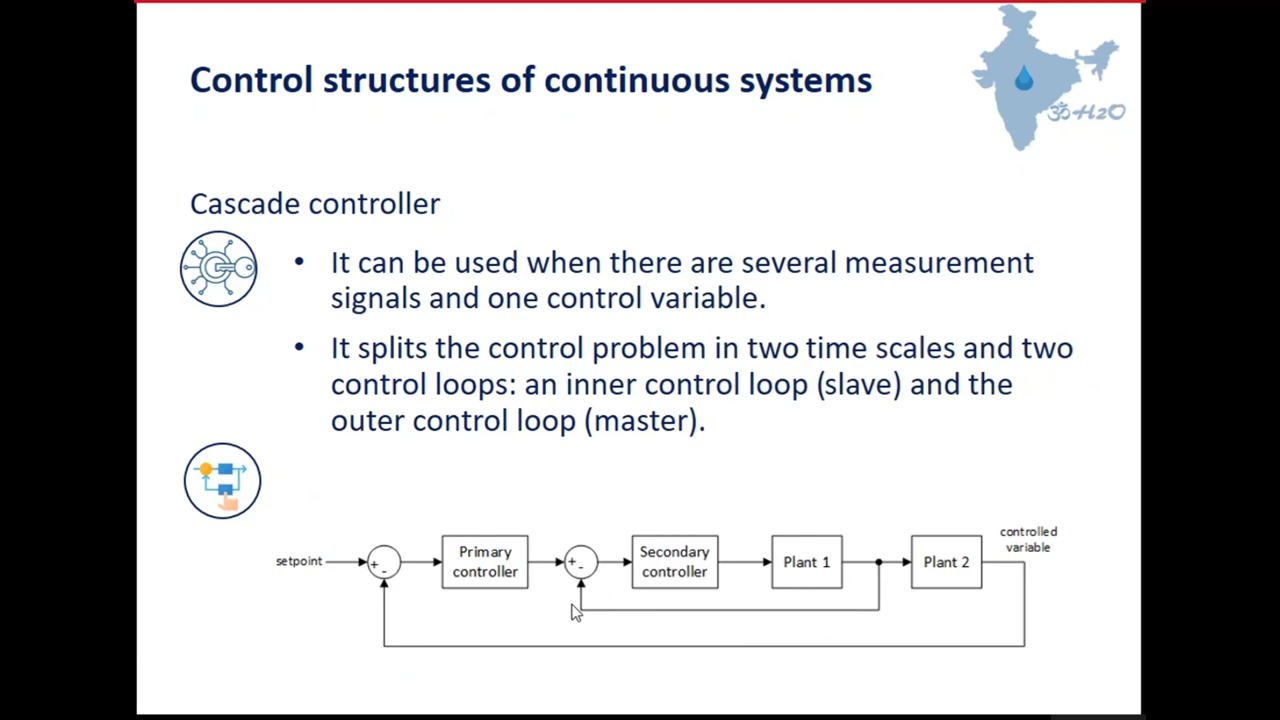 Control structures of continuous systems
ॐH2O
Cascade controller
• It can be used when there are several measurement
signals and one control variable.
• It splits the control problem in two time scales and two
control loops: an inner control loop (slave) and the
outer control loop (master).
controlled
variable
setpoint
+
-
Primary
controller
+
-
Secondary
controller
Plant 1
Plant 2